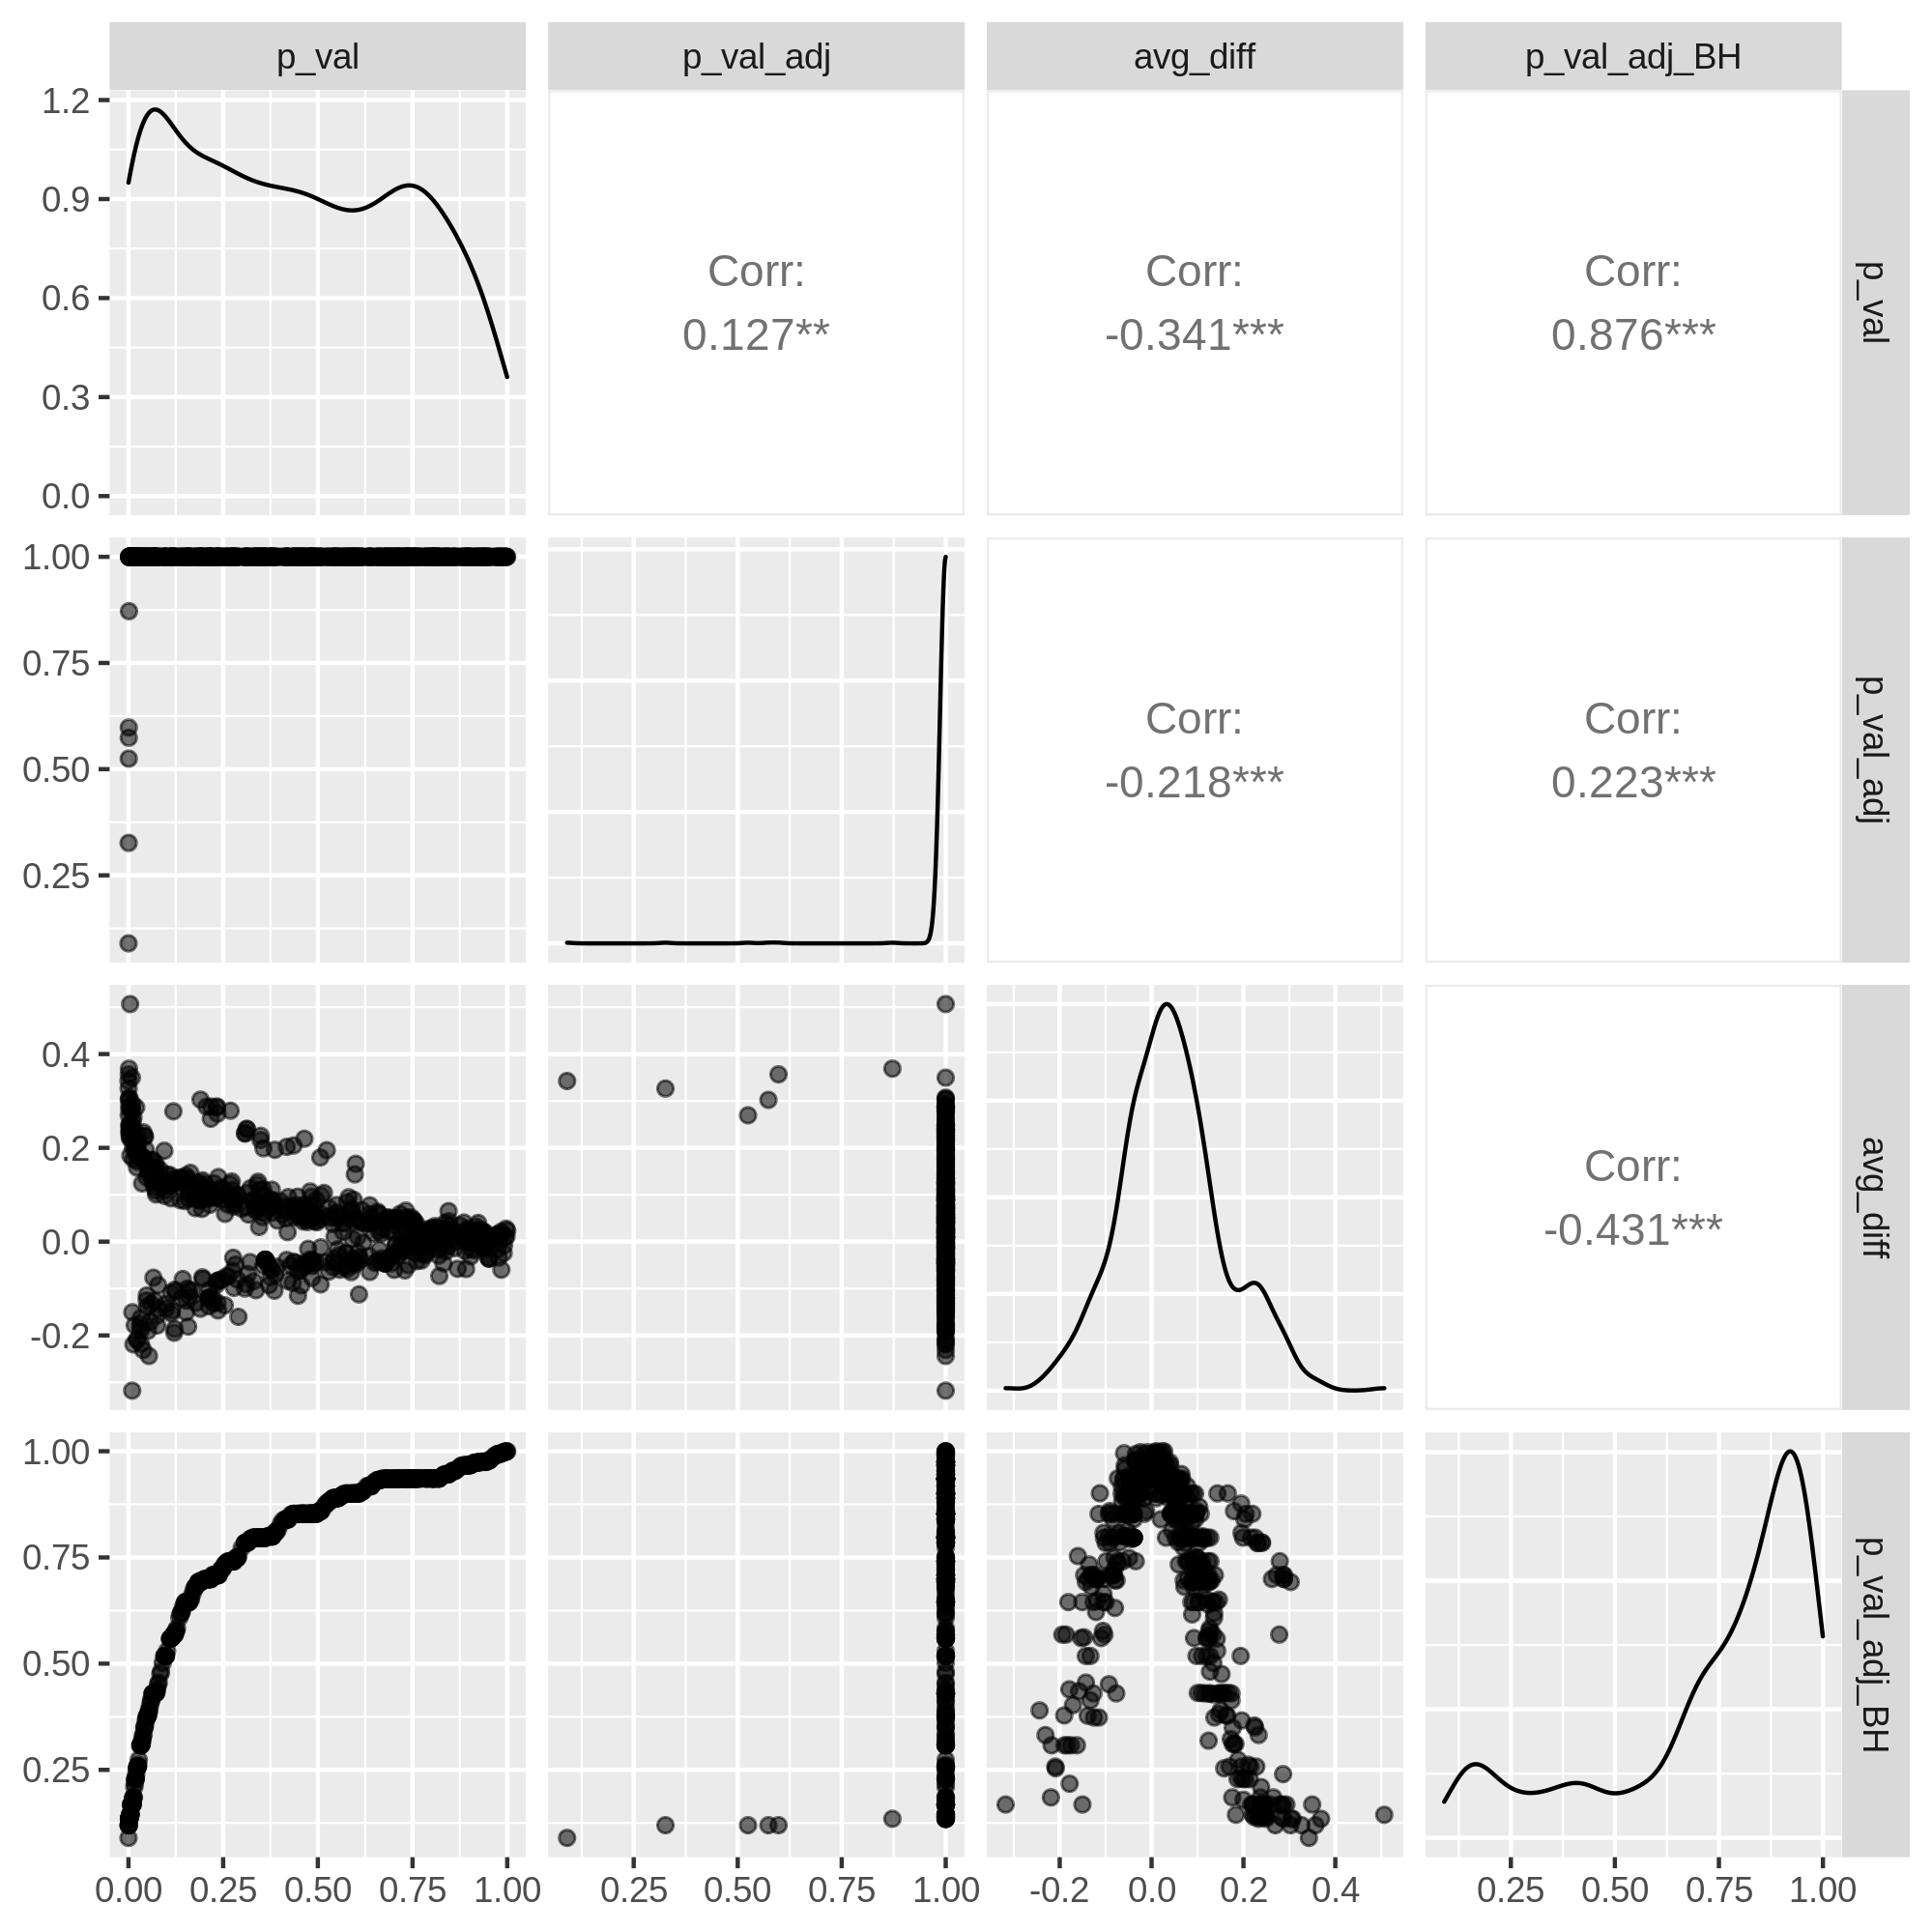 p_val
p_val_adj
avg_diff
p_val_adj_BH
1.2
0.9
0.6
0.3
0.0
Corr:
0.127**
Corr:
-0.341***
Corr:
0.876***
p_val
1.00
0.75
0.50
0.25
Corr:
-0.218***
Corr:
0.223***
p_val_adj
0.4
0.2
0.0
-0.2
Corr:
-0.431***
avg_diff
1.00
0.75
0.50
0.25
p_val_adj_BH
0.00 0.25 0.50 0.75 1.00
0.25 0.50 0.75 1.00
-0.2 0.0 0.2 0.4
0.25 0.50 0.75 1.00